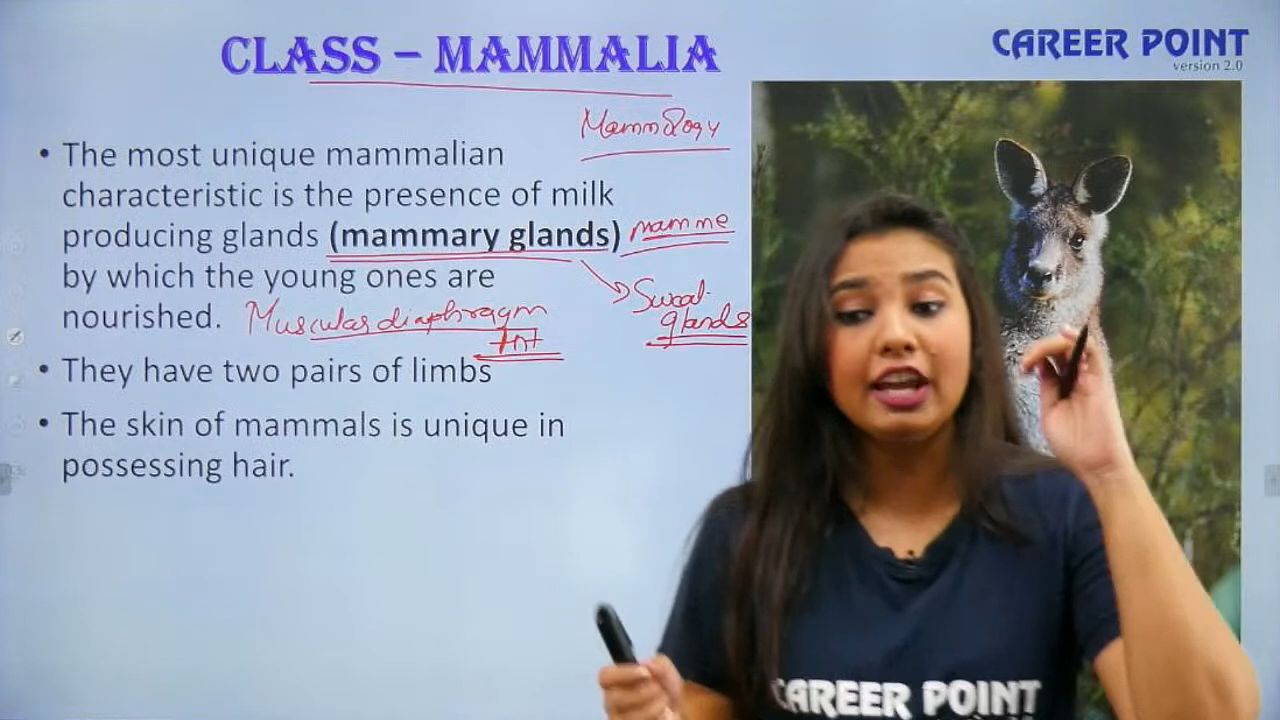 CLASS – MAMMALIA
CAREER POINT
version 2.0
Mammology
• The most unique mammalian
characteristic is the presence of milk
producing glands (mammary glands) mamme
by which the young ones are
nourished. Muscular diaphragm
Sweat
glands
• They have two pairs of limbs
• The skin of mammals is unique in
possessing hair.
CAREER POINT